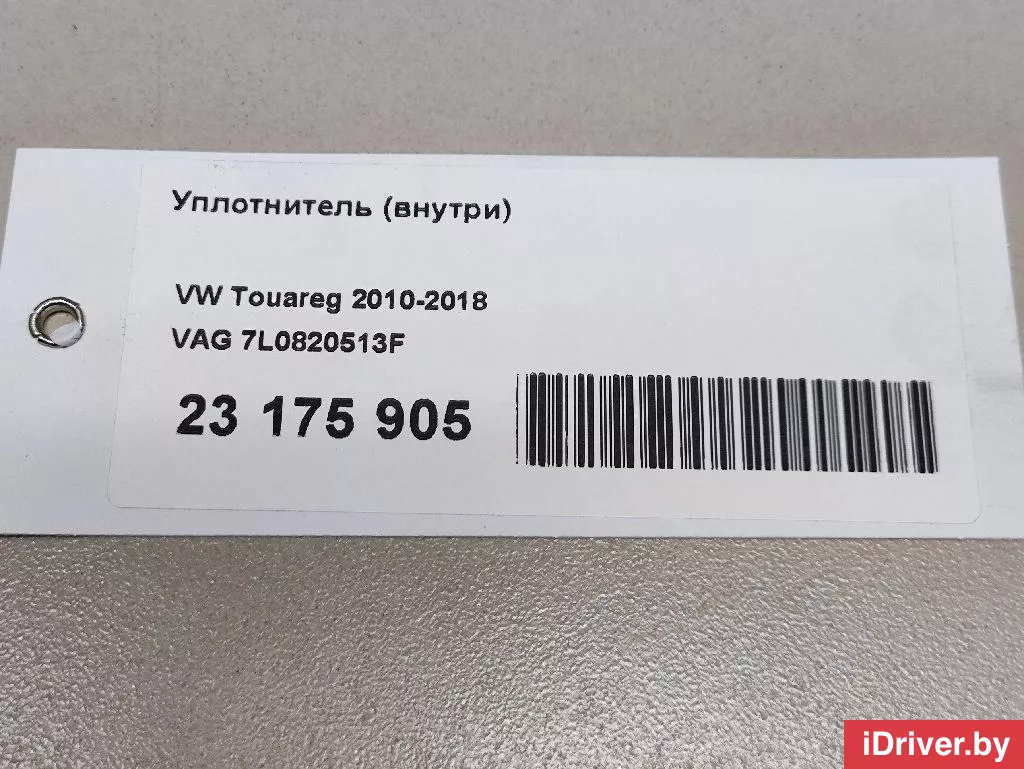 Уплотнитель (внутри)
VW Touareg 2010-2018
VAG 7L0820513F
23 175 905
iDriver.by